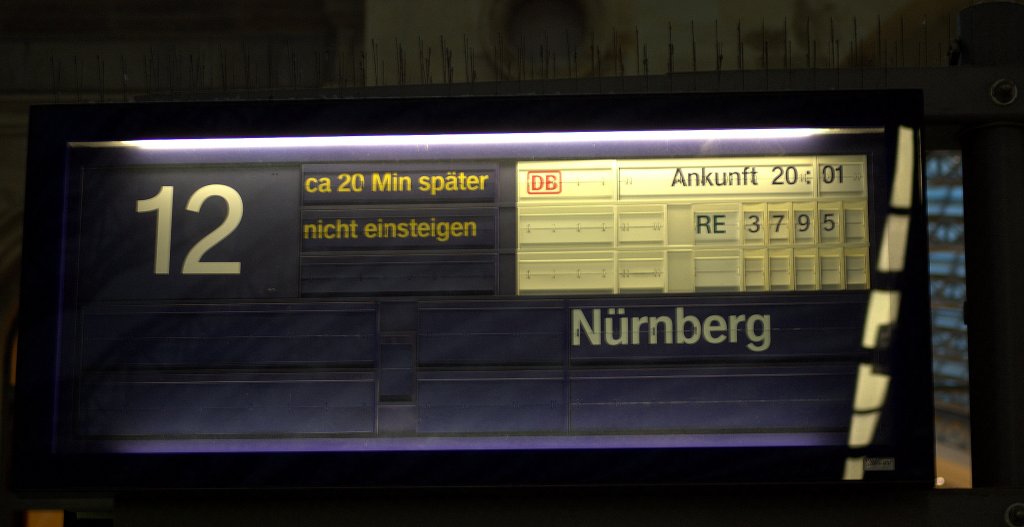 12
ca 20 Min später
nicht einsteigen
DB Ankunft 20:01
RE 3795
Nürnberg